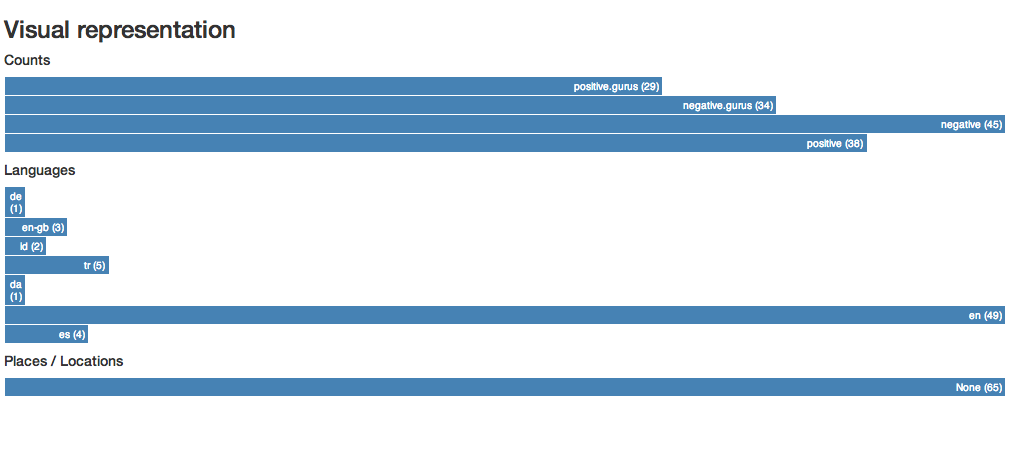 Visual representation
Counts
positive.gurus (29)
negative.gurus (34)
negative (45)
positive (38)
Languages
de
(1)
en-gb (3)
id (2)
tr (5)
da
(1)
en (49)
es (4)
Places / Locations
None (65)